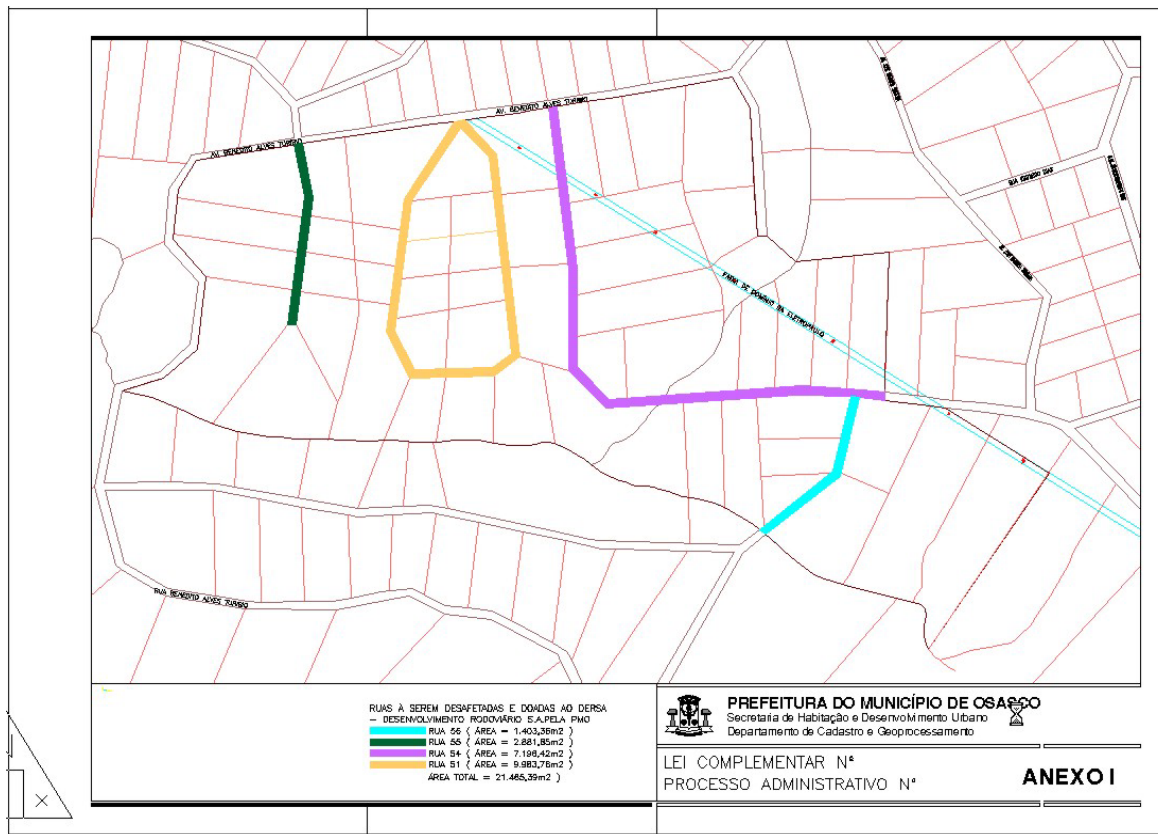 AV. BENEDITO ALVES TURIBIO
AV. BENEDITO ALVES TURIBIO
FAIXA DE DOMINIO DA ELETROPAULO
RUA BENEDITO ALVES TURIBIO
RUAS À SEREM DESAFETADAS E DOADAS AO DERSA
– DESENVOLVIMENTO RODOVIÁRIO S.A.PELA PMO
RUA 56 ( ÁREA = 1.403,36m2 )
RUA 55 ( ÁREA = 2.881,85m2 )
RUA 54 ( ÁREA = 7.196,42m2 )
RUA 51 ( ÁREA = 9.983,76m2 )
ÁREA TOTAL = 21.465,39m2 )
PREFEITURA DO MUNICÍPIO DE OSASCO
Secretaria de Habitação e Desenvolvimento Urbano
Departamento de Cadastro e Geoprocessamento
LEI COMPLEMENTAR Nª
PROCESSO ADMINISTRATIVO Nª
ANEXO I